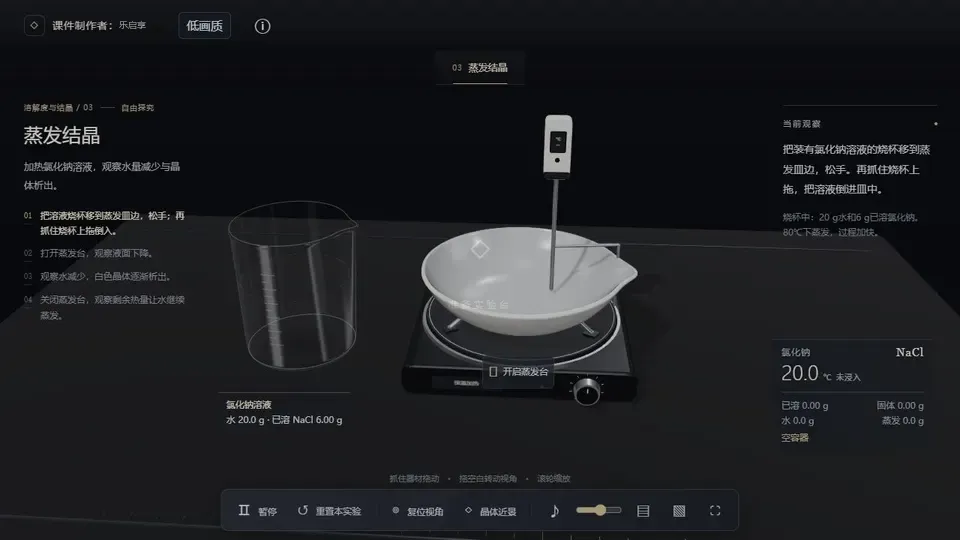 课件制作者：乐启享
低画质
03 蒸发结晶
溶解度与结晶 / 03 —— 自由探究
蒸发结晶
加热氯化钠溶液，观察水量减少与晶
体析出。
01 把溶液烧杯移到蒸发皿边，松手；再
抓住烧杯上拖倒入。
02 打开蒸发台，观察液面下降。
03 观察水减少，白色晶体逐渐析出。
04 关闭蒸发台，观察剩余热量让水继续
蒸发。
氯化钠溶液
水 20.0 g · 已溶 NaCl 6.00 g
开启蒸发台
当前观察
把装有氯化钠溶液的烧杯移到蒸
发皿边，松手。再抓住烧杯上
拖，把溶液倒进皿中。
烧杯中：20 g水和6 g已溶氯化钠。
80℃下蒸发，过程加快。
氯化钠 NaCl
20.0 ℃ 未浸入
已溶 0.00 g 固体 0.00 g
水 0.0 g 蒸发 0.0 g
空容器
抓住器材拖动 • 拖空白转动视角 • 滚轮缩放
暂停 重置本实验 复位视角 晶体近景